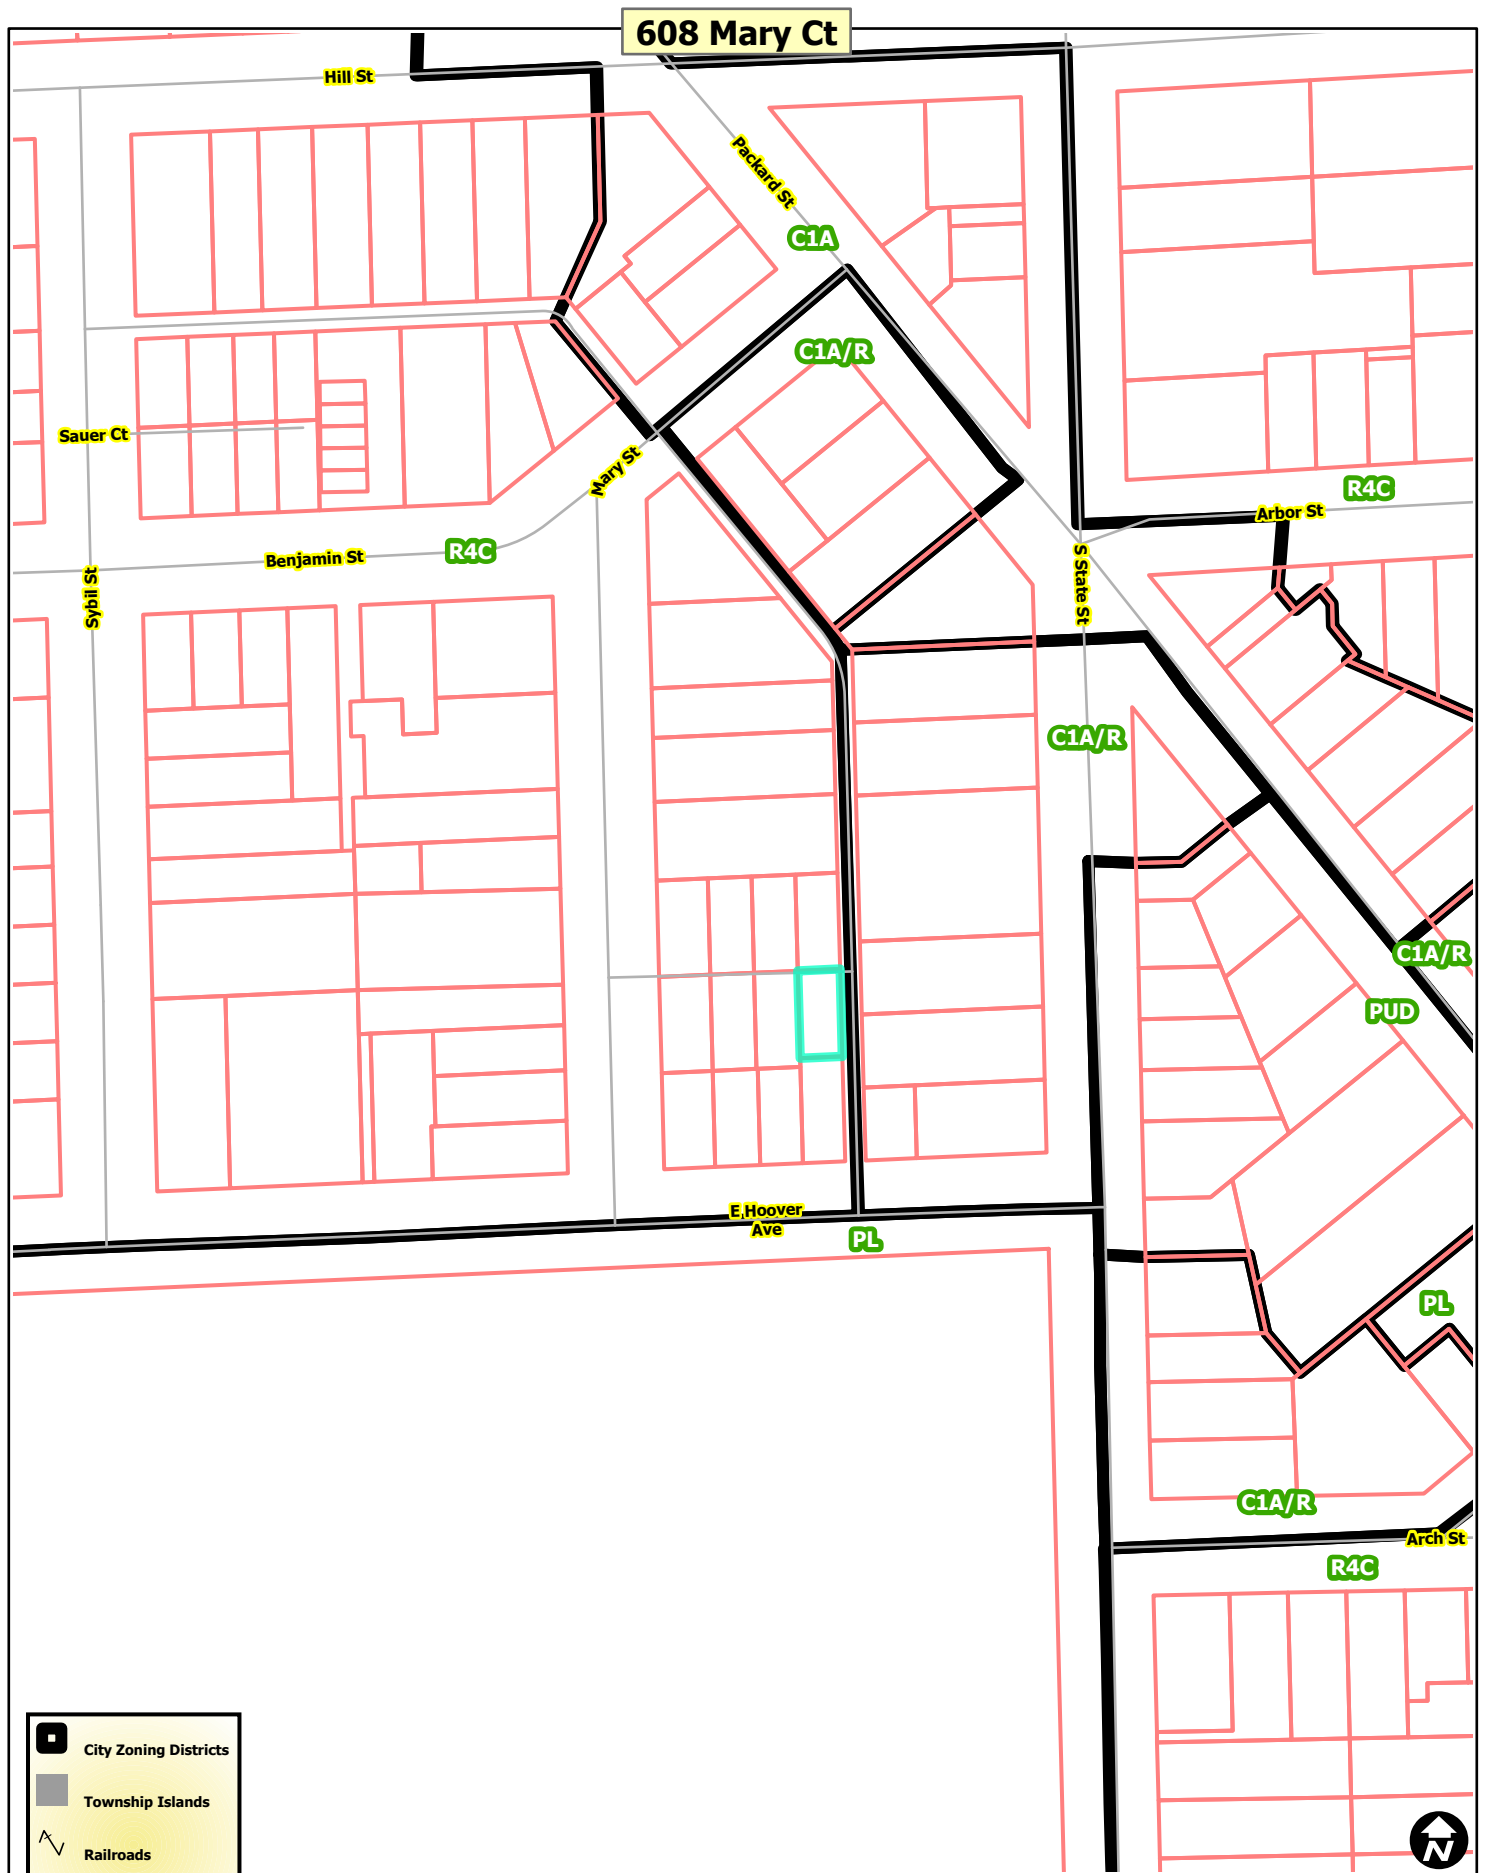 608 Mary Ct
Hill St
Packard St
C1A
C1A/R
Sauer Ct
Mary St
R4C
Arbor St
Benjamin St
R4C
Sybil St
S State St
C1A/R
C1A/R
PUD
E Hoover
Ave
PL
PL
C1A/R
Arch St
R4C
City Zoning Districts
Township Islands
Railroads
N